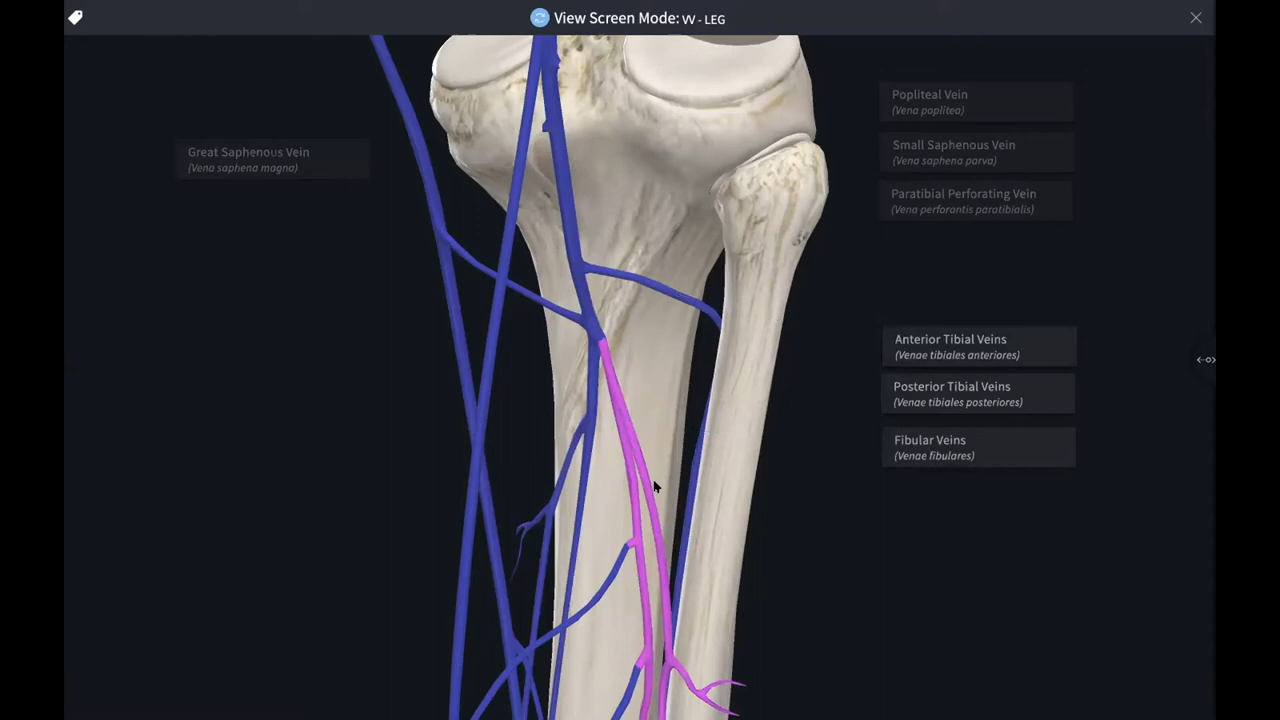 View Screen Mode: VV - LEG
Great Saphenous Vein
(Vena saphena magna)
Popliteal Vein
(Vena poplitea)
Small Saphenous Vein
(Vena saphena parva)
Paratibial Perforating Vein
(Vena perforantis paratibialis)
Anterior Tibial Veins
(Venae tibiales anteriores)
Posterior Tibial Veins
(Venae tibiales posteriores)
Fibular Veins
(Venae fibulares)